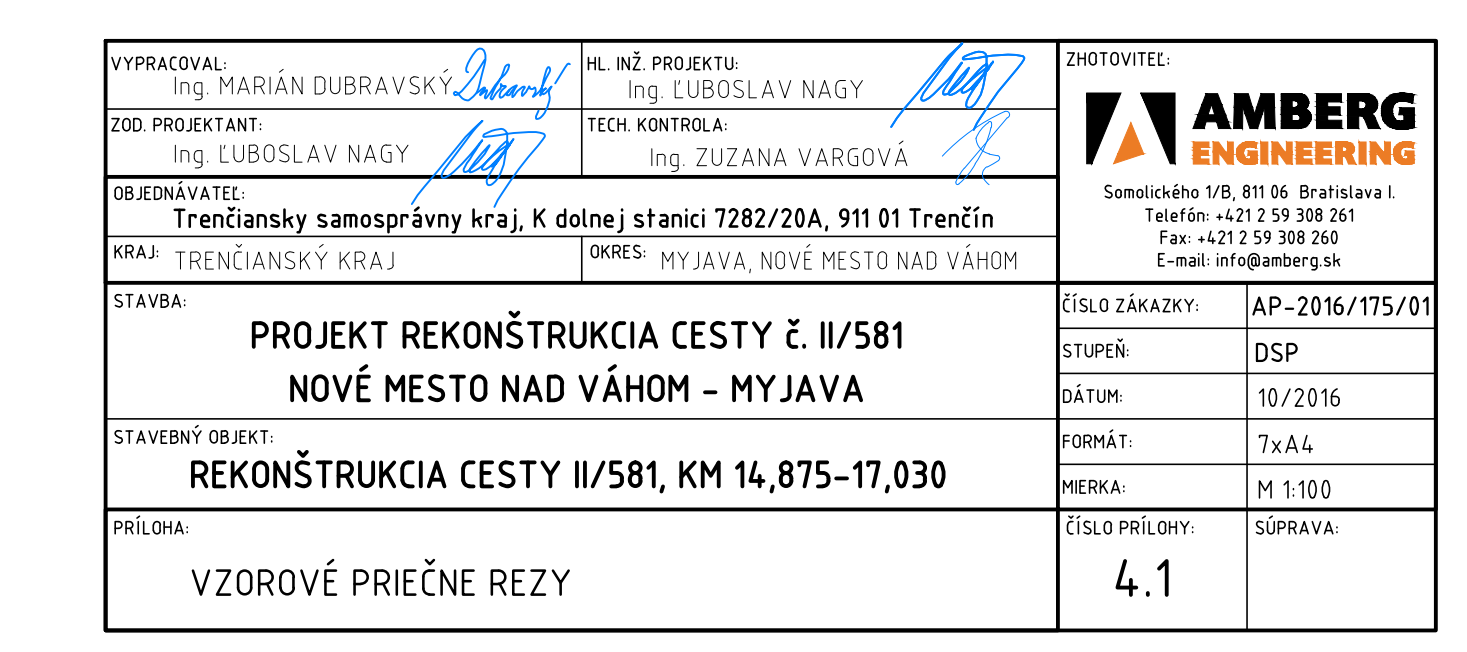 VYPRACOVAL:
Ing. MARIÁN DUBRAVSKÝ Dubravský
HL. INŽ. PROJEKTU:
Ing. ĽUBOSLAV NAGY
ZOD. PROJEKTANT:
Ing. ĽUBOSLAV NAGY
TECH. KONTROLA:
Ing. ZUZANA VARGOVÁ
OBJEDNÁVATEĽ:
Trenčiansky samosprávny kraj, K dolnej stanici 7282/20A, 911 01 Trenčín
KRAJ: TRENČIANSKÝ KRAJ
OKRES: MYJAVA, NOVÉ MESTO NAD VÁHOM
ZHOTOVITEĽ:
AMBERG
ENGINEERING
Somolického 1/B, 811 06 Bratislava I.
Telefón: +421 2 59 308 261
Fax: +421 2 59 308 260
E-mail: info@amberg.sk
STAVBA:
PROJEKT REKONŠTRUKCIA CESTY č. II/581
NOVÉ MESTO NAD VÁHOM – MYJAVA
STAVEBNÝ OBJEKT:
REKONŠTRUKCIA CESTY II/581, KM 14,875-17,030
ČÍSLO ZÁKAZKY: AP-2016/175/01
STUPEŇ: DSP
DÁTUM: 10/2016
FORMÁT: 7xA4
MIERKA: M 1:100
PRÍLOHA:
VZOROVÉ PRIEČNE REZY
ČÍSLO PRÍLOHY:
4.1
SÚPRAVA: